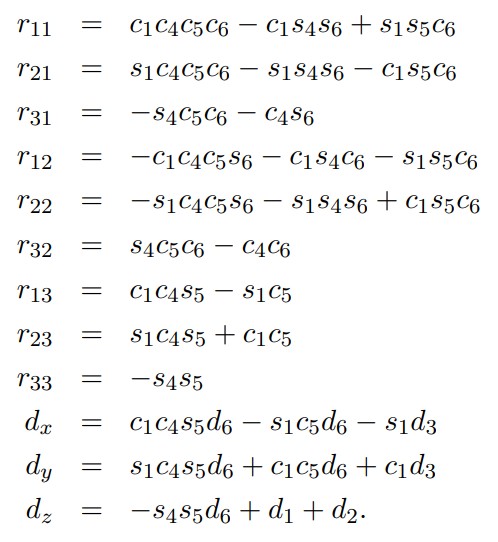 r₁₁ = c₁c₄c₅c₆ − c₁s₄s₆ + s₁s₅c₆
r₂₁ = s₁c₄c₅c₆ − s₁s₄s₆ − c₁s₅c₆
r₃₁ = −s₄c₅c₆ − c₄s₆
r₁₂ = −c₁c₄c₅s₆ − c₁s₄c₆ − s₁s₅c₆
r₂₂ = −s₁c₄c₅s₆ − s₁s₄s₆ + c₁s₅c₆
r₃₂ = s₄c₅c₆ − c₄c₆
r₁₃ = c₁c₄s₅ − s₁c₅
r₂₃ = s₁c₄s₅ + c₁c₅
r₃₃ = −s₄s₅
dₓ = c₁c₄s₅d₆ − s₁c₅d₆ − s₁d₃
d_y = s₁c₄s₅d₆ + c₁c₅d₆ + c₁d₃
d_z = −s₄s₅d₆ + d₁ + d₂.